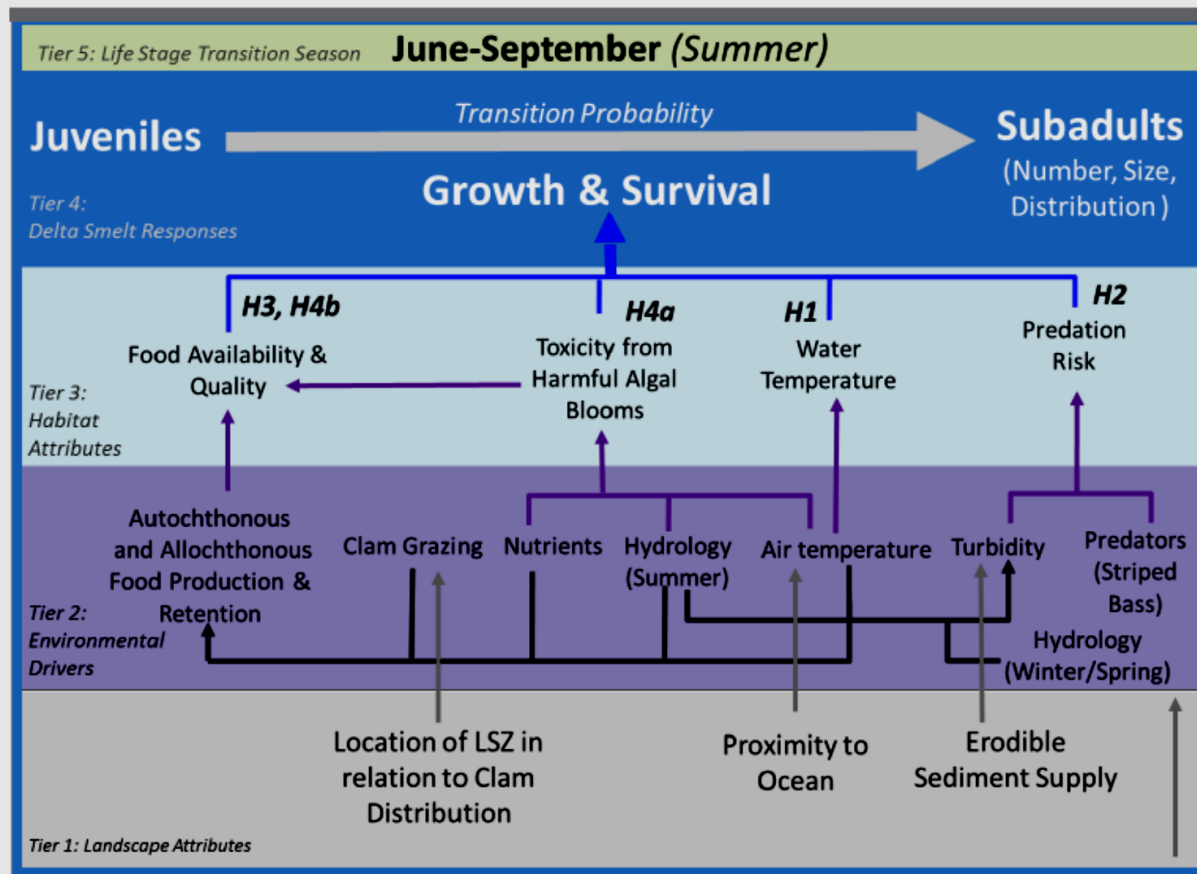 Tier 5: Life Stage Transition Season June-September (Summer)
Transition Probability
Juveniles
Subadults
(Number, Size,
Distribution )
Growth & Survival
Tier 4:
Delta Smelt Responses
H3, H4b
H4a
H1
H2
Food Availability &
Quality
Toxicity from
Harmful Algal
Blooms
Water
Temperature
Predation
Risk
Tier 3:
Habitat
Attributes
Autochthonous
and Allochthonous
Food Production &
Retention
Clam Grazing
Nutrients
Hydrology
(Summer)
Air temperature
Turbidity
Predators
(Striped
Bass)
Hydrology
(Winter/Spring)
Tier 2:
Environmental
Drivers
Location of LSZ in
relation to Clam
Distribution
Proximity to
Ocean
Erodible
Sediment Supply
Tier 1: Landscape Attributes